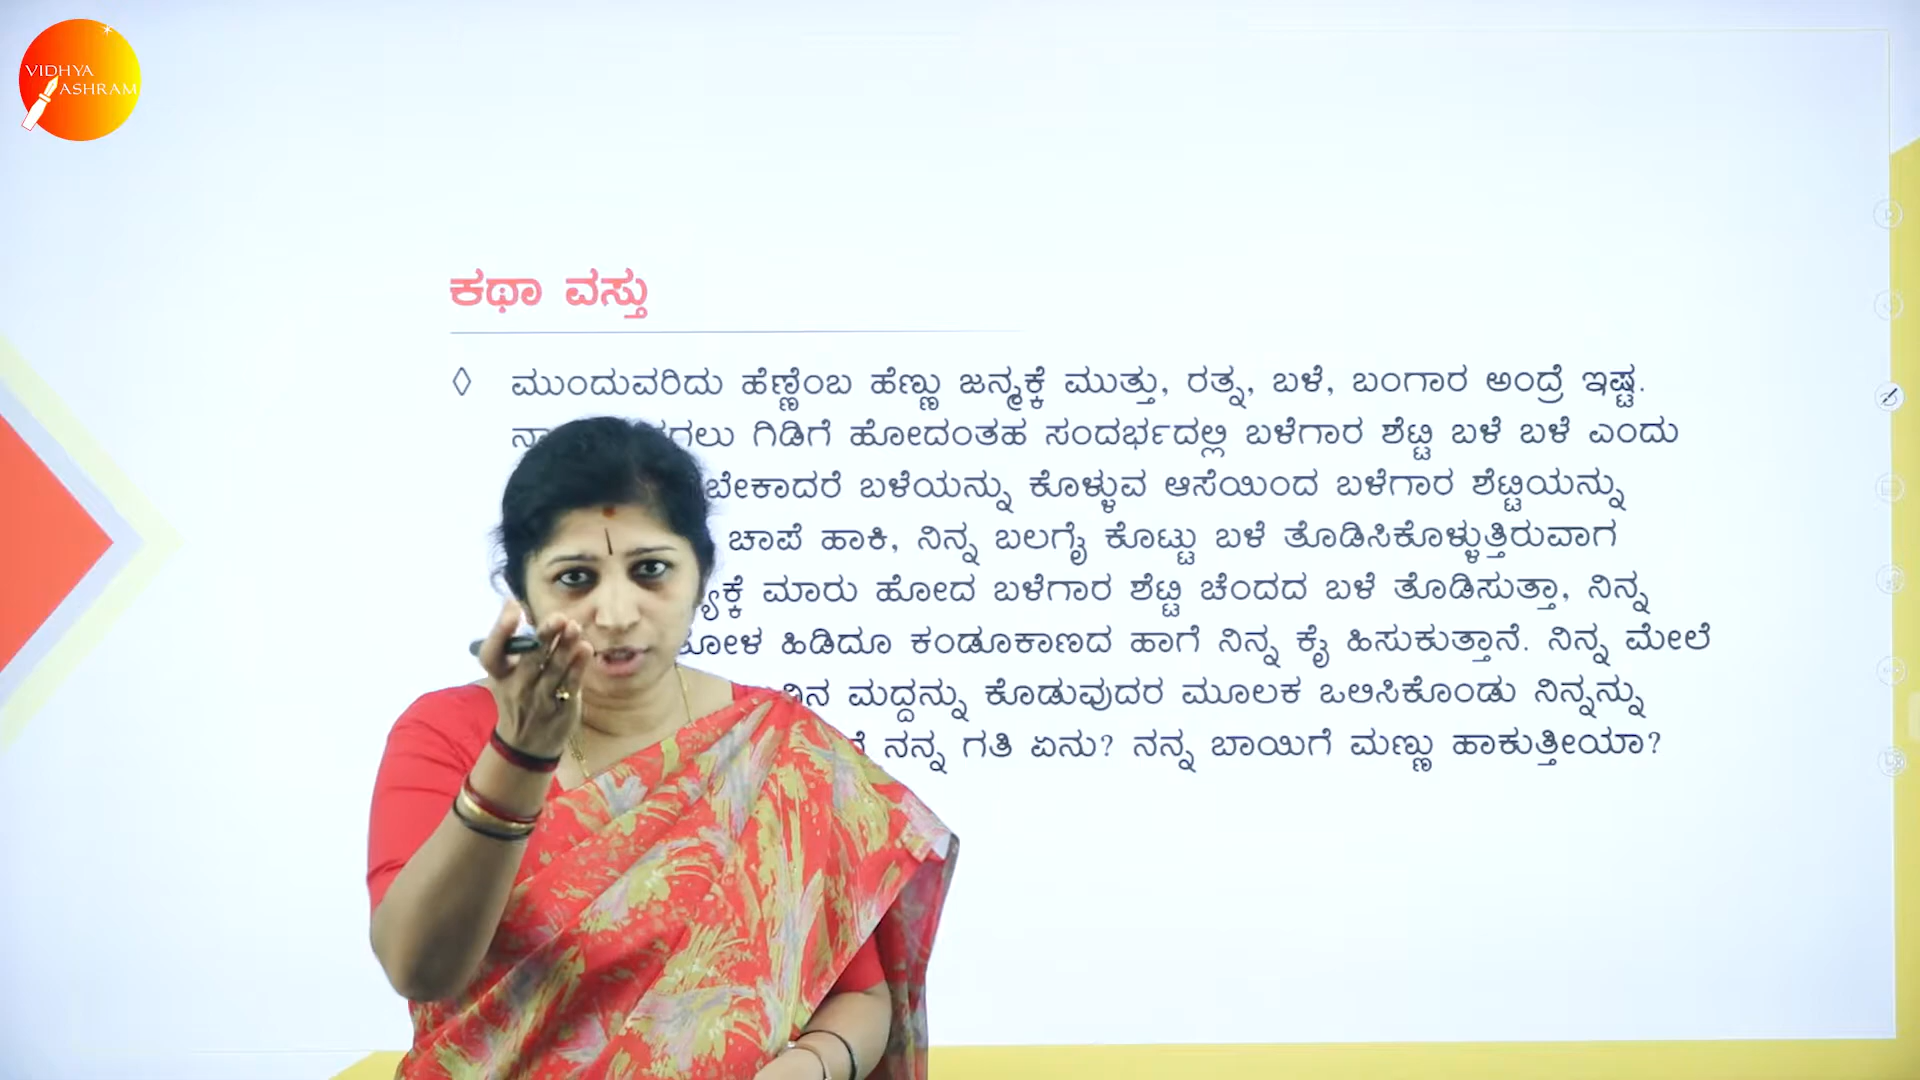 VIDHYA
ASHRAM
ಕಥಾ ವಸ್ತು
ಮುಂದುವರಿದು ಹೆಣ್ಣೆಂಬ ಹೆಣ್ಣು ಜನ್ಮಕ್ಕೆ ಮುತ್ತು, ರತ್ನ, ಬಳೆ, ಬಂಗಾರ ಅಂದ್ರೆ ಇಷ್ಟ.
ಗಿಡಿಗೆ ಹೋದಂತಹ ಸಂದರ್ಭದಲ್ಲಿ ಬಳೆಗಾರ ಶೆಟ್ಟಿ ಬಳೆ ಬಳೆ ಎಂದು
ಬೇಕಾದರೆ ಬಳೆಯನ್ನು ಕೊಳ್ಳುವ ಆಸೆಯಿಂದ ಬಳೆಗಾರ ಶೆಟ್ಟಿಯನ್ನು
ಚಾಪೆ ಹಾಕಿ, ನಿನ್ನ ಬಲಗೈ ಕೊಟ್ಟು ಬಳೆ ತೊಡಿಸಿಕೊಳ್ಳುತ್ತಿರುವಾಗ
ಮಾರು ಹೋದ ಬಳೆಗಾರ ಶೆಟ್ಟಿ ಚೆಂದದ ಬಳೆ ತೊಡಿಸುತ್ತಾ, ನಿನ್ನ
ಹಿಡಿದೂ ಕಂಡೂಕಾಣದ ಹಾಗೆ ನಿನ್ನ ಕೈ ಹಿಸುಕುತ್ತಾನೆ. ನಿನ್ನ ಮೇಲೆ
ಮದ್ದನ್ನು ಕೊಡುವುದರ ಮೂಲಕ ಒಲಿಸಿಕೊಂಡು ನಿನ್ನನ್ನು
ನನ್ನ ಗತಿ ಏನು? ನನ್ನ ಬಾಯಿಗೆ ಮಣ್ಣು ಹಾಕುತ್ತೀಯಾ?